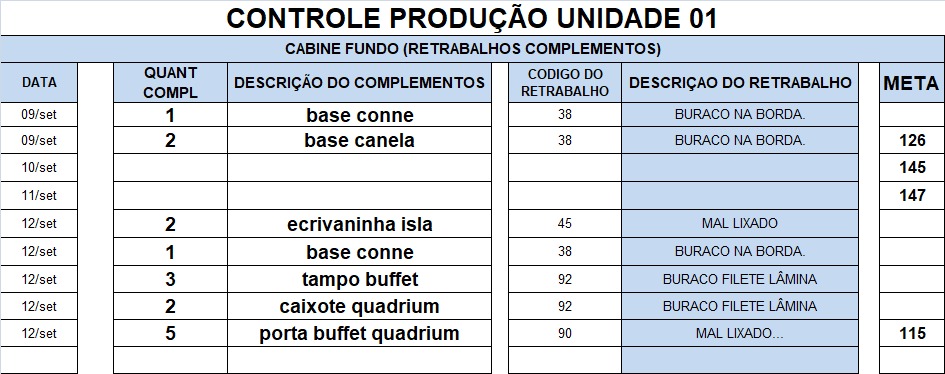 CONTROLE PRODUÇÃO UNIDADE 01
CABINE FUNDO (RETRABALHOS COMPLEMENTOS)
DATA QUANT COMPL DESCRIÇÃO DO COMPLEMENTOS CODIGO DO RETRABALHO DESCRIÇAO DO RETRABALHO META
09/set 1 base conne 38 BURACO NA BORDA.
09/set 2 base canela 38 BURACO NA BORDA. 126
10/set 145
11/set 147
12/set 2 ecrivaninha isla 45 MAL LIXADO
12/set 1 base conne 38 BURACO NA BORDA.
12/set 3 tampo buffet 92 BURACO FILETE LÂMINA
12/set 2 caixote quadrium 92 BURACO FILETE LÂMINA
12/set 5 porta buffet quadrium 90 MAL LIXADO... 115